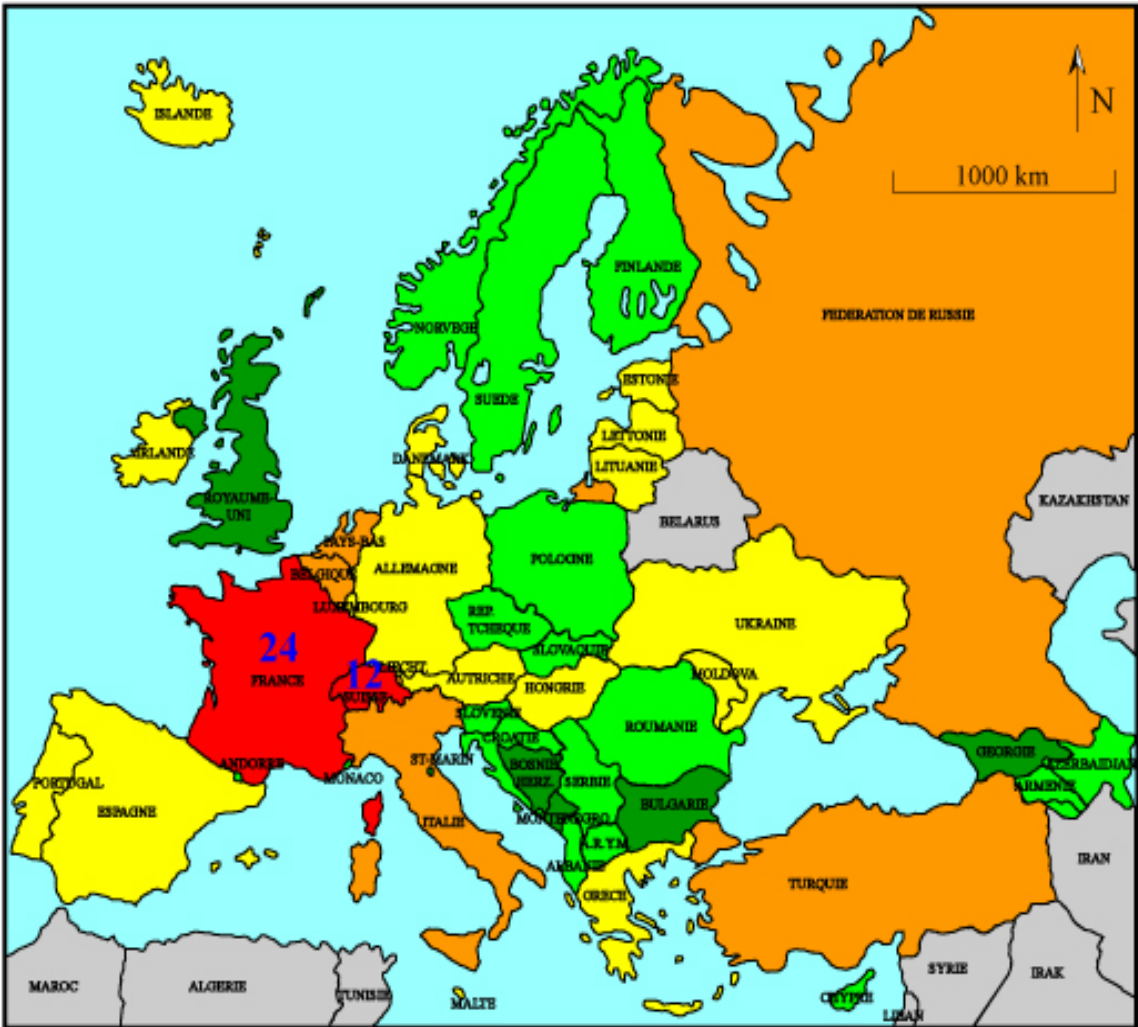 ISLANDE
N
1000 km
FINLANDE
FEDERATION DE RUSSIE
NORVEGE
ESTONIE
SUEDE
LETTONIE
IRLANDE
DANEMARK
LITUANIE
ROYAUME-
UNI
KAZAKHSTAN
BELARUS
PAYS-BAS
POLOGNE
BELGIQUE
ALLEMAGNE
LUXEMBOURG
REP.
TCHEQUE
UKRAINE
24
SLOVAQUIE
12
LIECHT
MOLDOVA
FRANCE
AUTRICHE
HONGRIE
SUISSE
SLOVENIE
ROUMANIE
CROATIE
GEORGIE
ST-MARIN
ANDORRE
BOSNIE
AZERBAIDJAN
MONACO
HERZ.
SERBIE
PORTUGAL
ARMENIE
BULGARIE
ESPAGNE
MONTENEGRO
ITALIE
A.R.Y.M
IRAN
ALBANIE
TURQUIE
GRECE
SYRIE
IRAK
MAROC
ALGERIE
TUNISIE
CHYPRE
MALTE
LIBAN